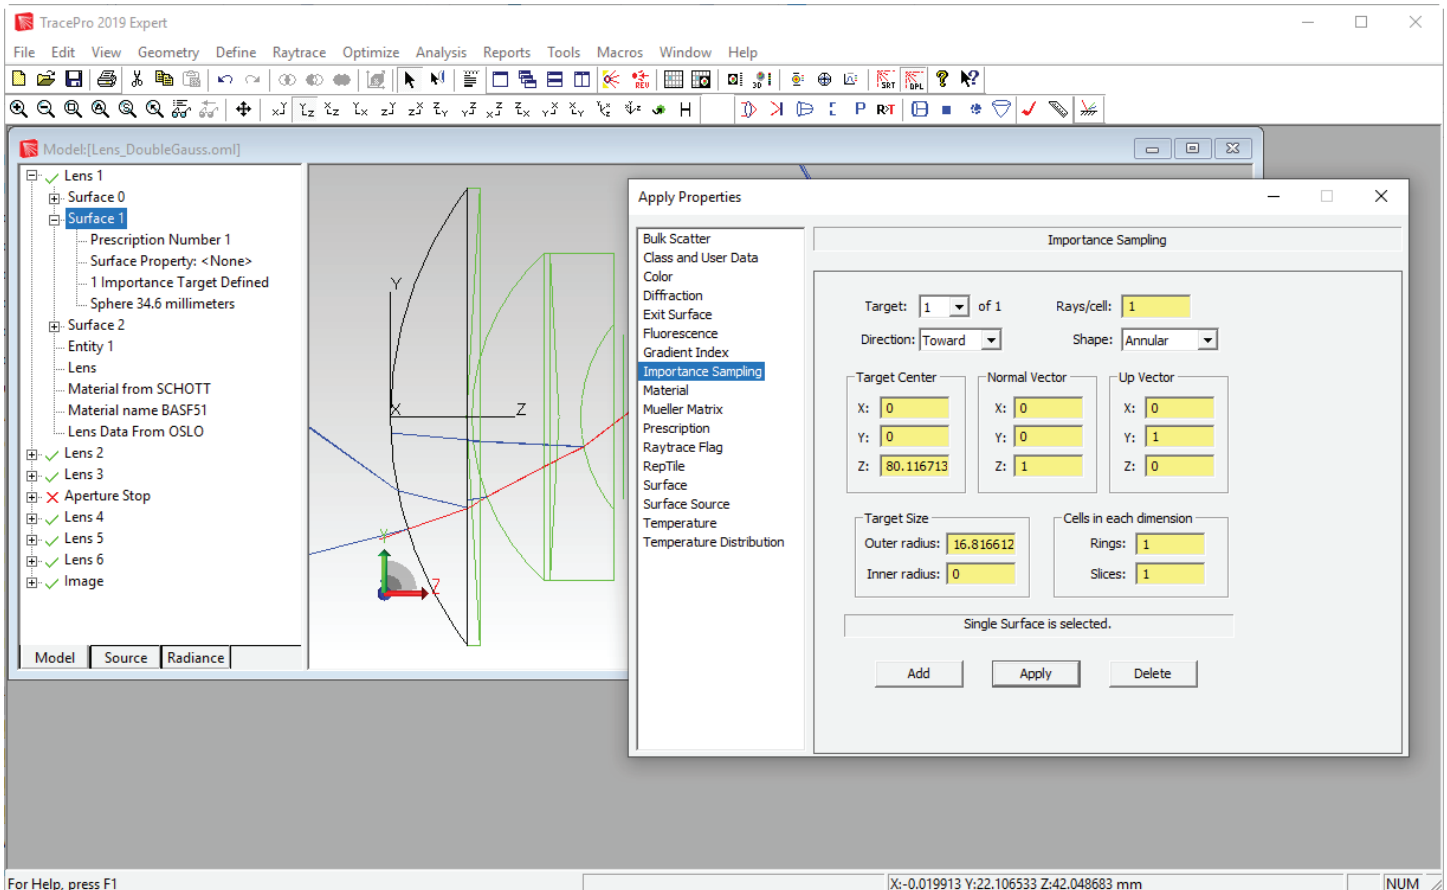 TracePro 2019 Expert
File Edit View Geometry Define Raytrace Optimize Analysis Reports Tools Macros Window Help
Model:[Lens_DoubleGauss.oml]
Lens 1
Surface 0
Surface 1
Prescription Number 1
Surface Property: <None>
1 Importance Target Defined
Sphere 34.6 millimeters
Surface 2
Entity 1
Lens
Material from SCHOTT
Material name BASF51
Lens Data From OSLO
Lens 2
Lens 3
Aperture Stop
Lens 4
Lens 5
Lens 6
Image
Model Source Radiance
Y
X
Z
Y
Z
Apply Properties
Bulk Scatter
Class and User Data
Color
Diffraction
Exit Surface
Fluorescence
Gradient Index
Importance Sampling
Material
Mueller Matrix
Prescription
Raytrace Flag
RepTile
Surface
Surface Source
Temperature
Temperature Distribution
Importance Sampling
Target: 1 of 1 Rays/cell: 1
Direction: Toward Shape: Annular
Target Center Normal Vector Up Vector
X: 0 X: 0 X: 0
Y: 0 Y: 0 Y: 1
Z: 80.116713 Z: 1 Z: 0
Target Size Cells in each dimension
Outer radius: 16.816612 Rings: 1
Inner radius: 0 Slices: 1
Single Surface is selected.
Add Apply Delete
For Help, press F1
X:-0.019913 Y:22.106533 Z:42.048683 mm
NUM